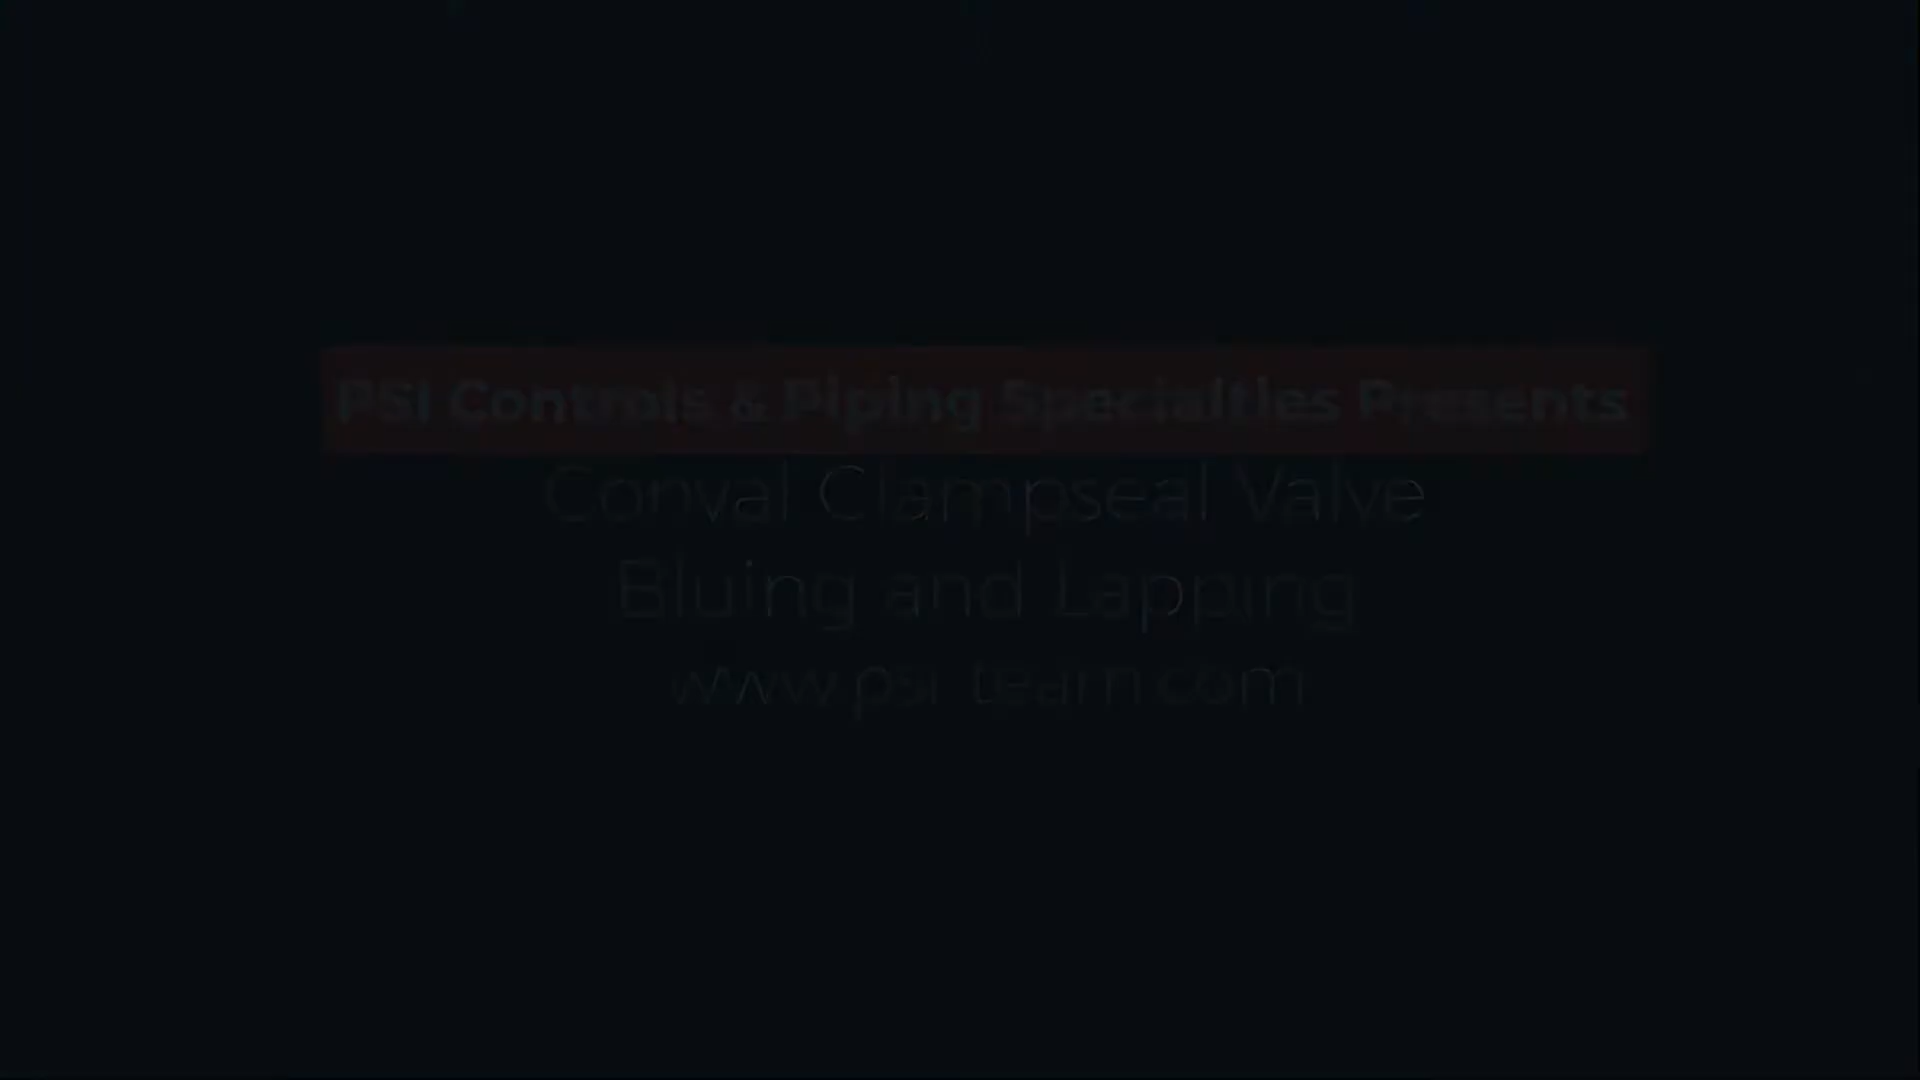 PSI Controls & Piping Specialties Presents
Conval Clampseal Valve
Bluing and Lapping
www.psi-team.com